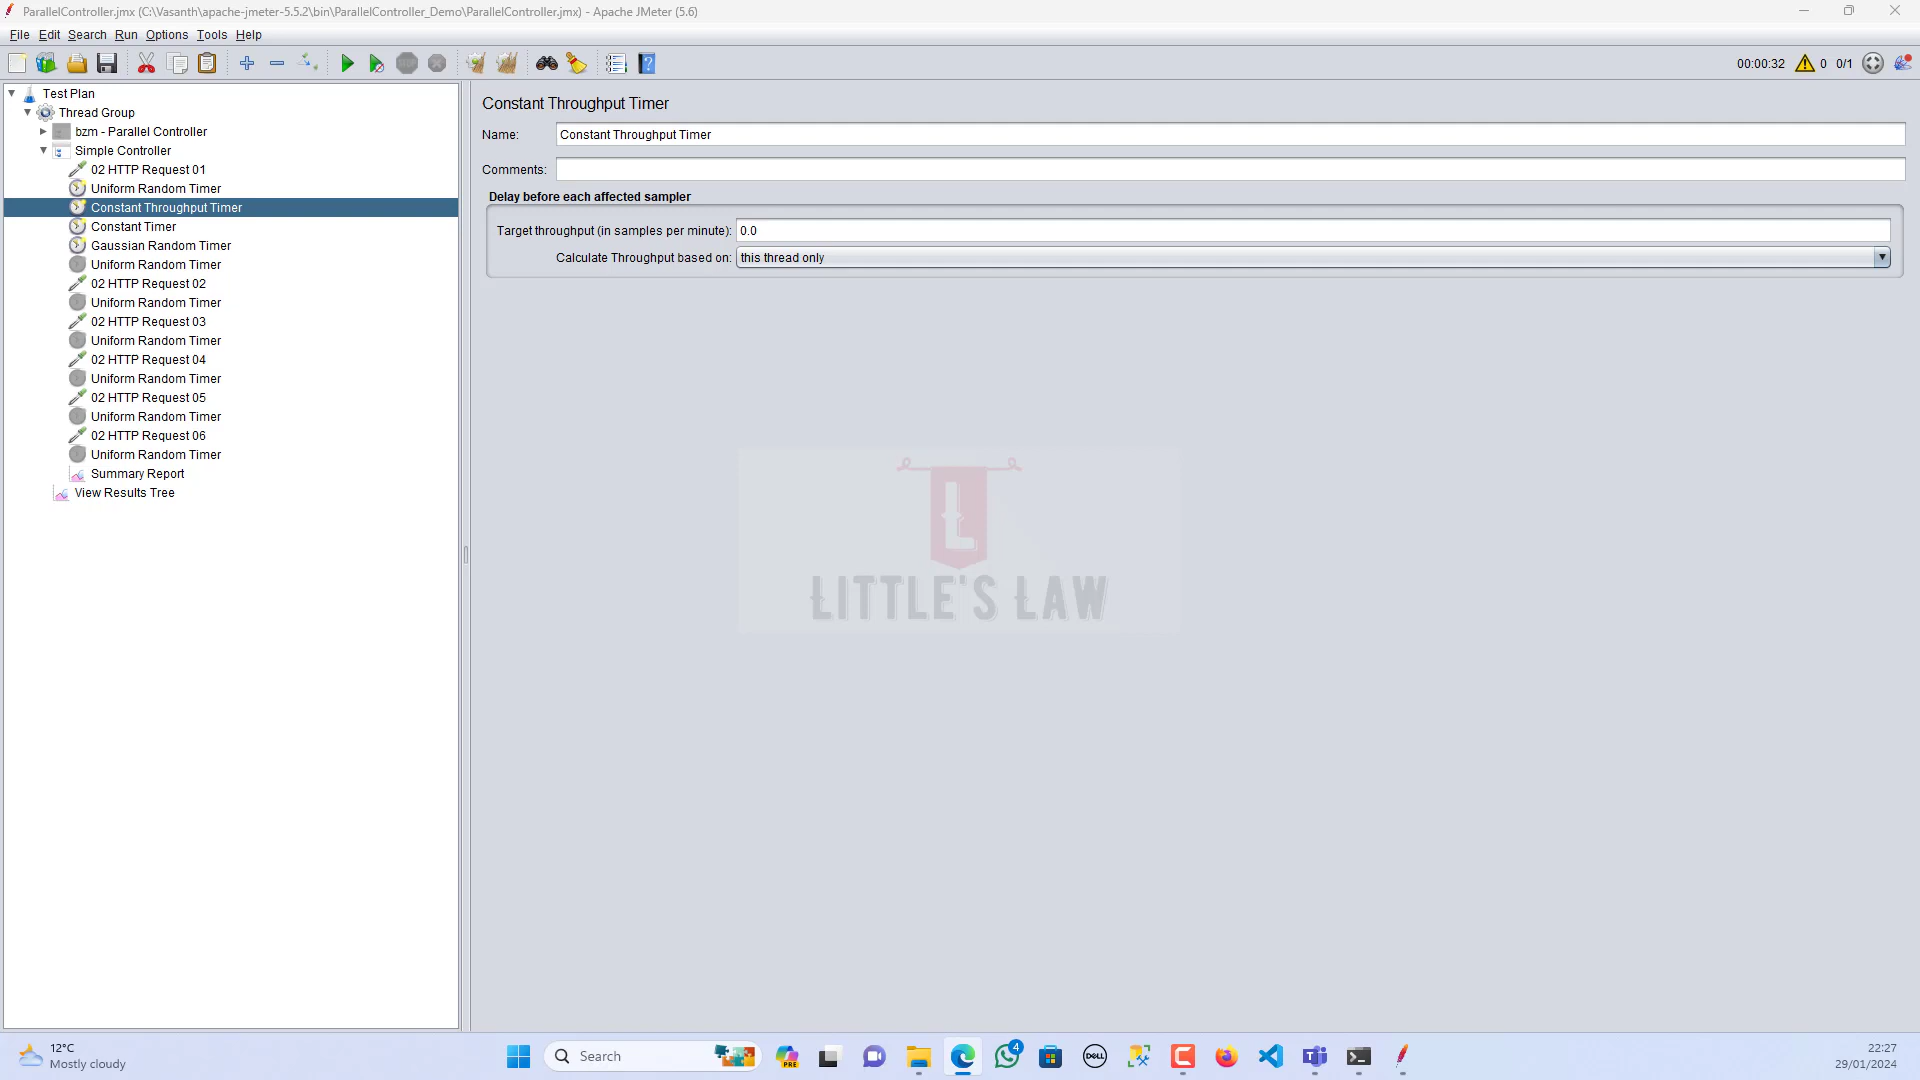 ParallelController.jmx (C:\Vasanth\apache-jmeter-5.5.2\bin\ParallelController_Demo\ParallelController.jmx) - Apache JMeter (5.6)
File Edit Search Run Options Tools Help
00:00:32 0 0/1
Test Plan
Thread Group
bzm - Parallel Controller
Simple Controller
02 HTTP Request 01
Uniform Random Timer
Constant Throughput Timer
Constant Timer
Gaussian Random Timer
Uniform Random Timer
02 HTTP Request 02
Uniform Random Timer
02 HTTP Request 03
Uniform Random Timer
02 HTTP Request 04
Uniform Random Timer
02 HTTP Request 05
Uniform Random Timer
02 HTTP Request 06
Uniform Random Timer
Summary Report
View Results Tree
Constant Throughput Timer
Name: Constant Throughput Timer
Comments:
Delay before each affected sampler
Target throughput (in samples per minute): 0.0
Calculate Throughput based on: this thread only
L
LITTLE'S LAW
12°C
Mostly cloudy
Search
PRE
4
DELL
22:27
29/01/2024